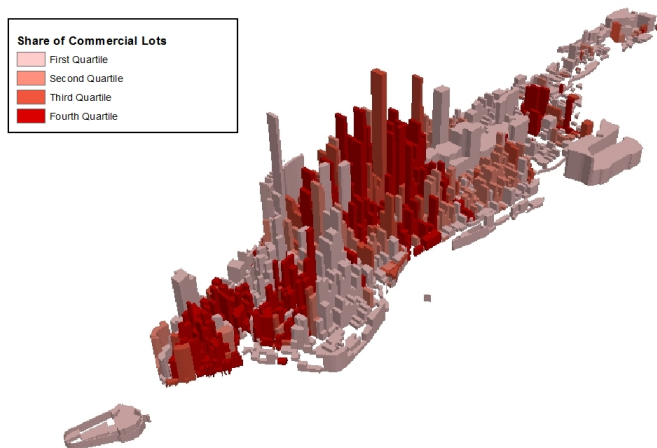 Share of Commercial Lots
First Quartile
Second Quartile
Third Quartile
Fourth Quartile